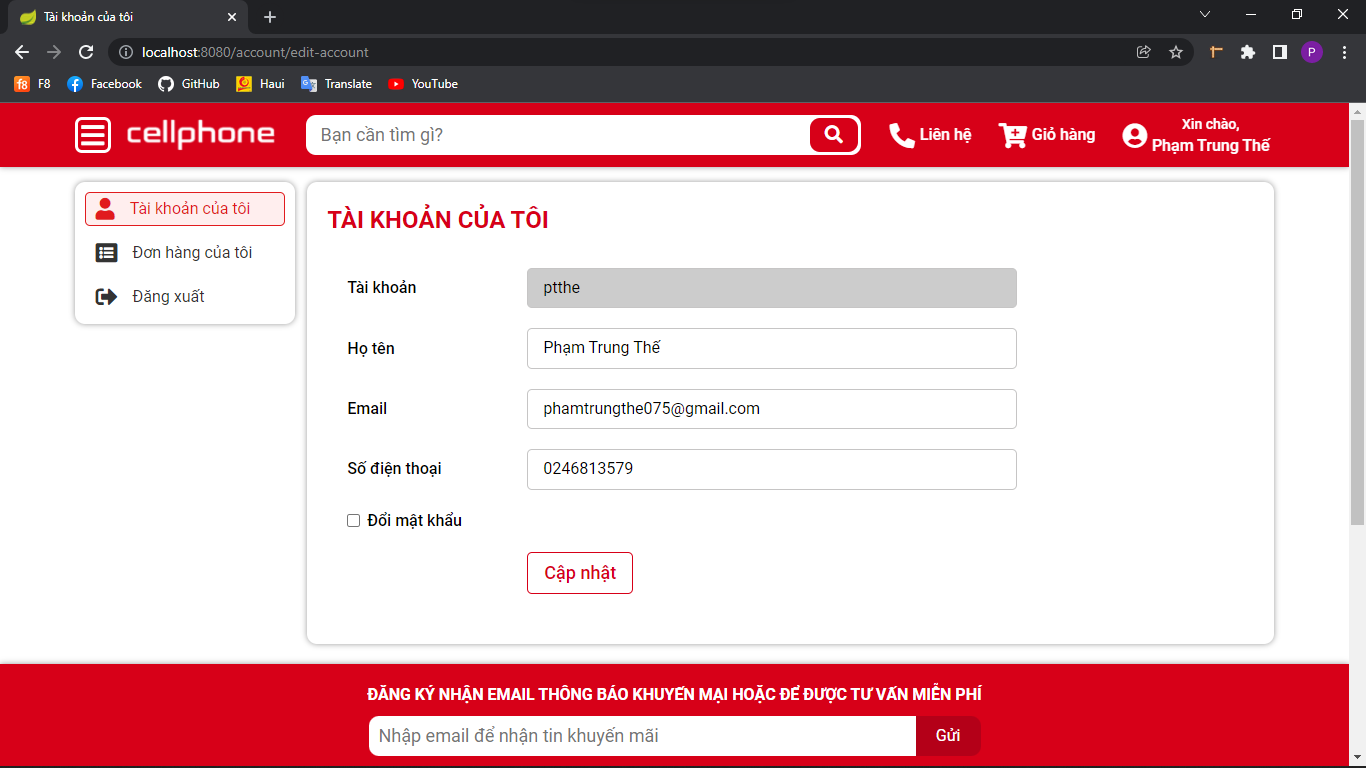 Tài khoản của tôi
localhost:8080/account/edit-account
P
F8 Facebook GitHub Haui Translate YouTube
cellphone
Bạn cần tìm gì?
Liên hệ
Giỏ hàng
Xin chào,
Phạm Trung Thế
Tài khoản của tôi
Đơn hàng của tôi
Đăng xuất
TÀI KHOẢN CỦA TÔI
Tài khoản ptthe
Họ tên Phạm Trung Thế
Email phamtrungthe075@gmail.com
Số điện thoại 0246813579
Đổi mật khẩu
Cập nhật
ĐĂNG KÝ NHẬN EMAIL THÔNG BÁO KHUYẾN MẠI HOẶC ĐỂ ĐƯỢC TƯ VẤN MIỄN PHÍ
Nhập email để nhận tin khuyến mãi Gửi